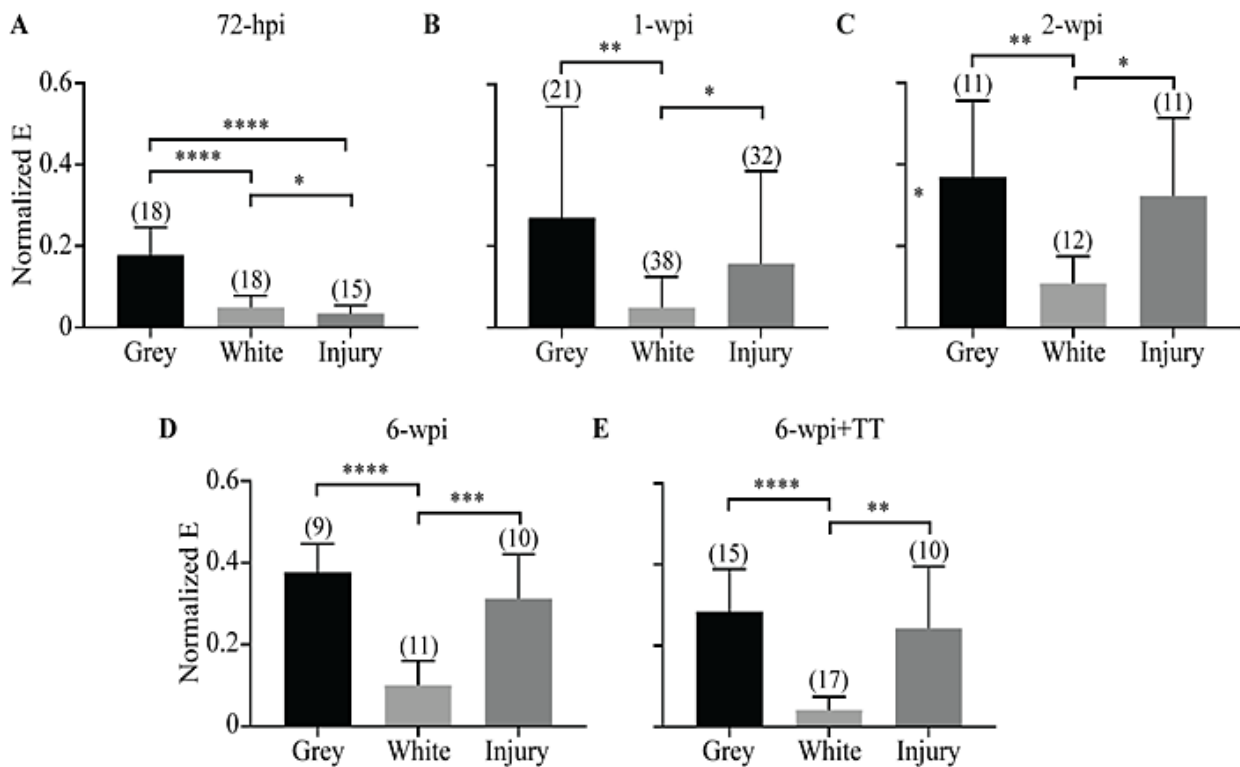 A 72-hpi B 1-wpi C 2-wpi
** ** *
(21) (11) (11)
0.6 * (32)
**** 
0.4 ****
* * (12)
(18) (38)
0.2 (18) (15)
Normalized E
0
Grey White Injury Grey White Injury Grey White Injury
D 6-wpi E 6-wpi+TT
0.6 **** *** **** **
(9) (10) (15) (10)
0.4
(11) (17)
0.2
Normalized E
0
Grey White Injury Grey White Injury